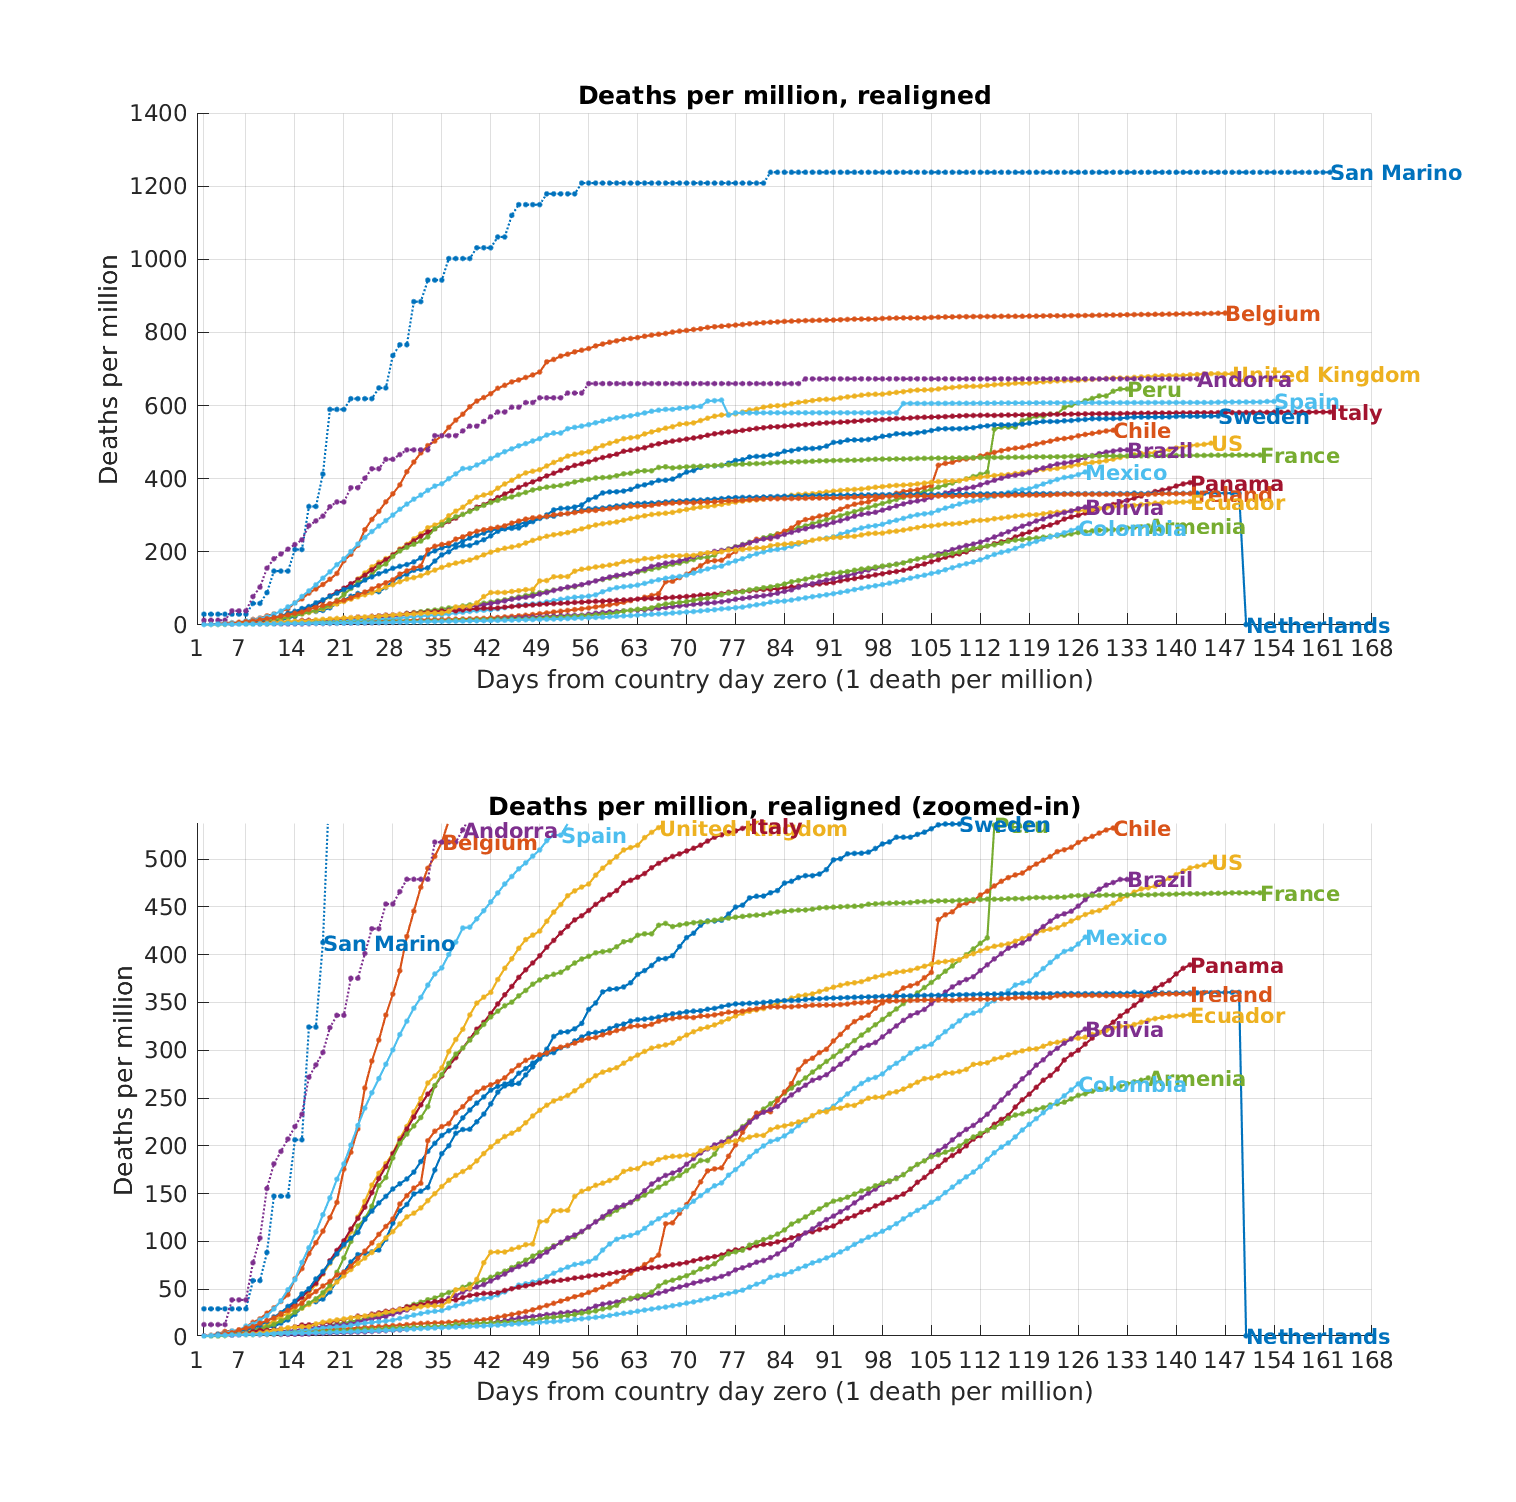 Deaths per million, realigned
1400
1200
1000
800
600
400
200
0
Deaths per million
San Marino
Belgium
United Kingdom
Andorra
Peru
Spain
Italy
Sweden
Chile
US
Brazil
France
Mexico
Panama
Ireland
Ecuador
Bolivia
Armenia
Colombia
Netherlands
1 7 14 21 28 35 42 49 56 63 70 77 84 91 98 105 112 119 126 133 140 147 154 161 168
Days from country day zero (1 death per million)
Deaths per million, realigned (zoomed-in)
500
450
400
350
300
250
200
150
100
50
0
Deaths per million
Andorra
Belgium
Spain
United Kingdom
Italy
Sweden
Peru
Chile
US
Brazil
France
San Marino
Mexico
Panama
Ireland
Ecuador
Bolivia
Armenia
Colombia
Netherlands
1 7 14 21 28 35 42 49 56 63 70 77 84 91 98 105 112 119 126 133 140 147 154 161 168
Days from country day zero (1 death per million)